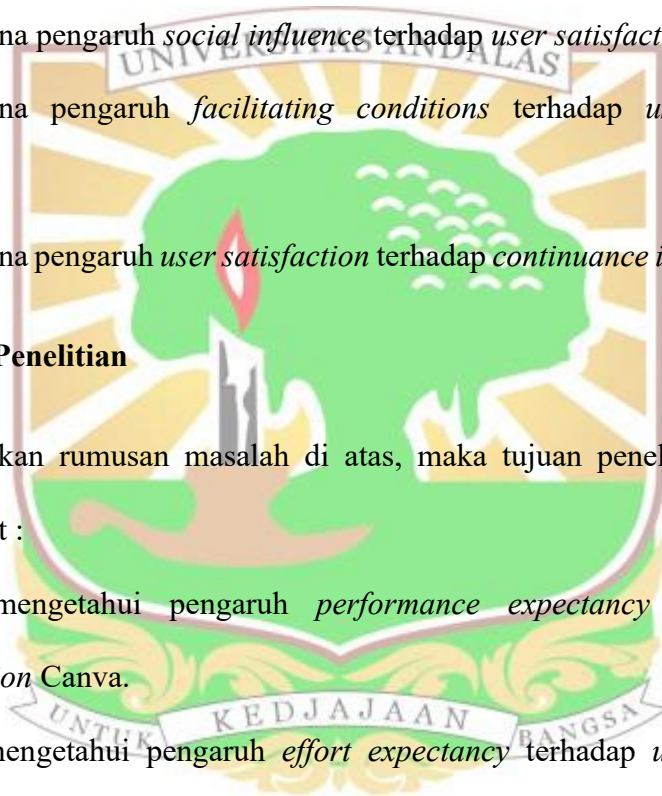 na pengaruh social influence terhadap user satisfact
UNIVERSITAS ANDALAS
na pengaruh facilitating conditions terhadap u
na pengaruh user satisfaction terhadap continuance i
Penelitian
kan rumusan masalah di atas, maka tujuan penel
t :
mengetahui pengaruh performance expectancy
on Canva.
UNTUK KEDJAJAAN BANGSA
mengetahui pengaruh effort expectancy terhadap u